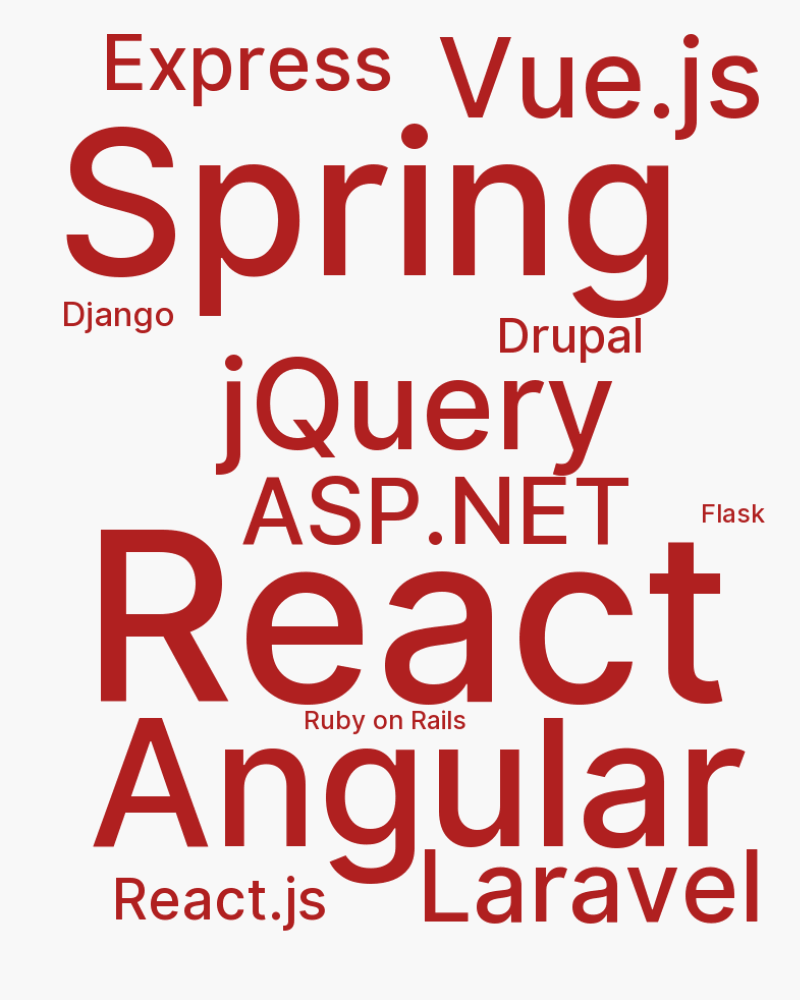 Express
Vue.js
Spring
Django
Drupal
jQuery
ASP.NET
Flask
React
Ruby on Rails
Angular
React.js
Laravel